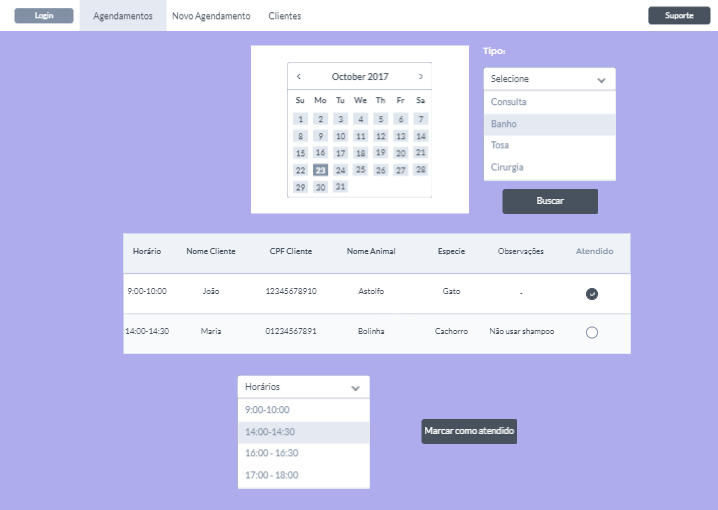 Login Agendamentos Novo Agendamento Clientes Suporte
< October 2017 >
Su Mo Tu We Th Fr Sa
1 2 3 4 5 6 7
8 9 10 11 12 13 14
15 16 17 18 19 20 21
22 23 24 25 26 27 28
29 30 31
Tipo:
Selecione
Consulta
Banho
Tosa
Cirurgía
Buscar
Horário Nome Cliente CPF Cliente Nome Animal Especie Observações Atendido
9:00-10:00 João 12345678910 Astolfo Gato -
14:00-14:30 Maria 01234567891 Bolinha Cachorro Não usar shampoo
Horários
9:00-10:00
14:00-14:30
16:00 - 16:30
17:00 - 18:00
Marcar como atendido